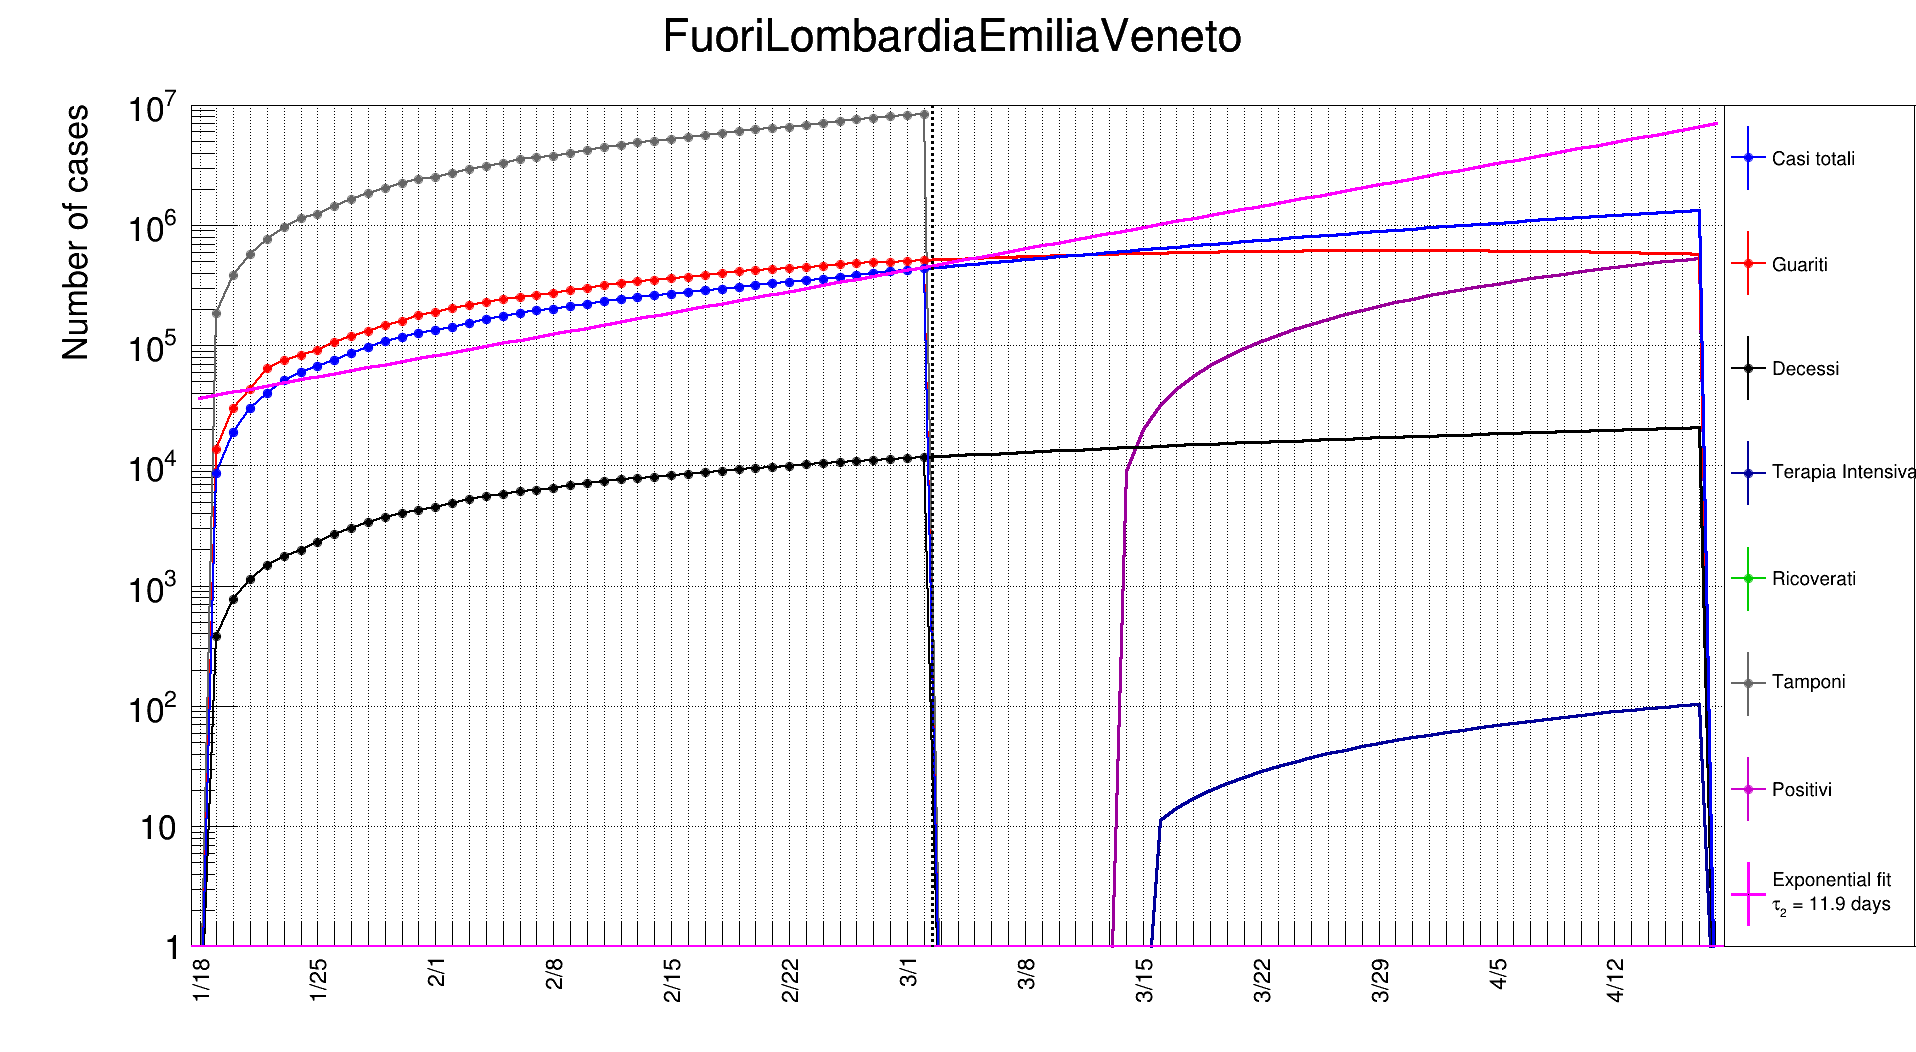 FuoriLombardiaEmiliaVeneto
Number of cases
10^7
10^6
10^5
10^4
10^3
10^2
10
1
1/18
1/25
2/1
2/8
2/15
2/22
3/1
3/8
3/15
3/22
3/29
4/5
4/12
Casi totali
Guariti
Decessi
Terapia Intensiva
Ricoverati
Tamponi
Positivi
Exponential fit
τ_2 = 11.9 days